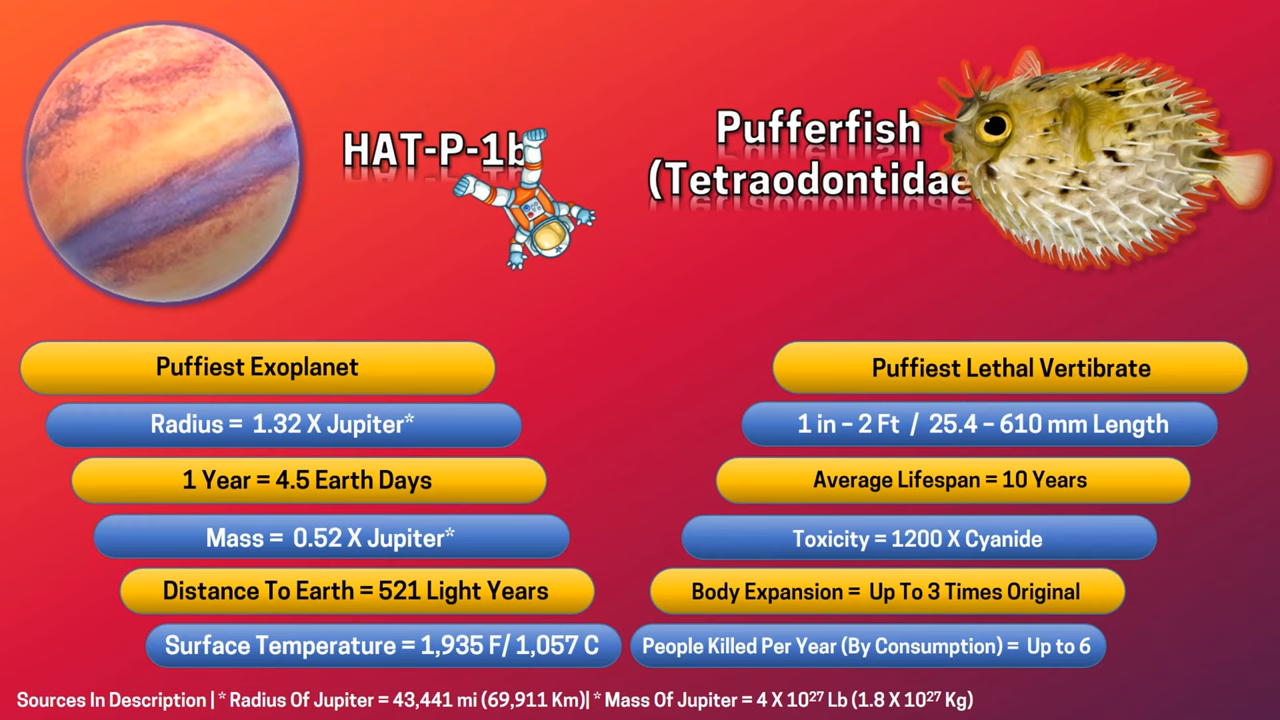 HAT-P-1b
Pufferfish
(Tetraodontidae
Puffiest Exoplanet
Radius = 1.32 X Jupiter*
1 Year = 4.5 Earth Days
Mass = 0.52 X Jupiter*
Distance To Earth = 521 Light Years
Surface Temperature = 1,935 F/ 1,057 C
Puffiest Lethal Vertibrate
1 in – 2 Ft / 25.4 – 610 mm Length
Average Lifespan = 10 Years
Toxicity = 1200 X Cyanide
Body Expansion = Up To 3 Times Original
People Killed Per Year (By Consumption) = Up to 6
Sources In Description | * Radius Of Jupiter = 43,441 mi (69,911 Km)| * Mass Of Jupiter = 4 X 10²⁷ Lb (1.8 X 10²⁷ Kg)